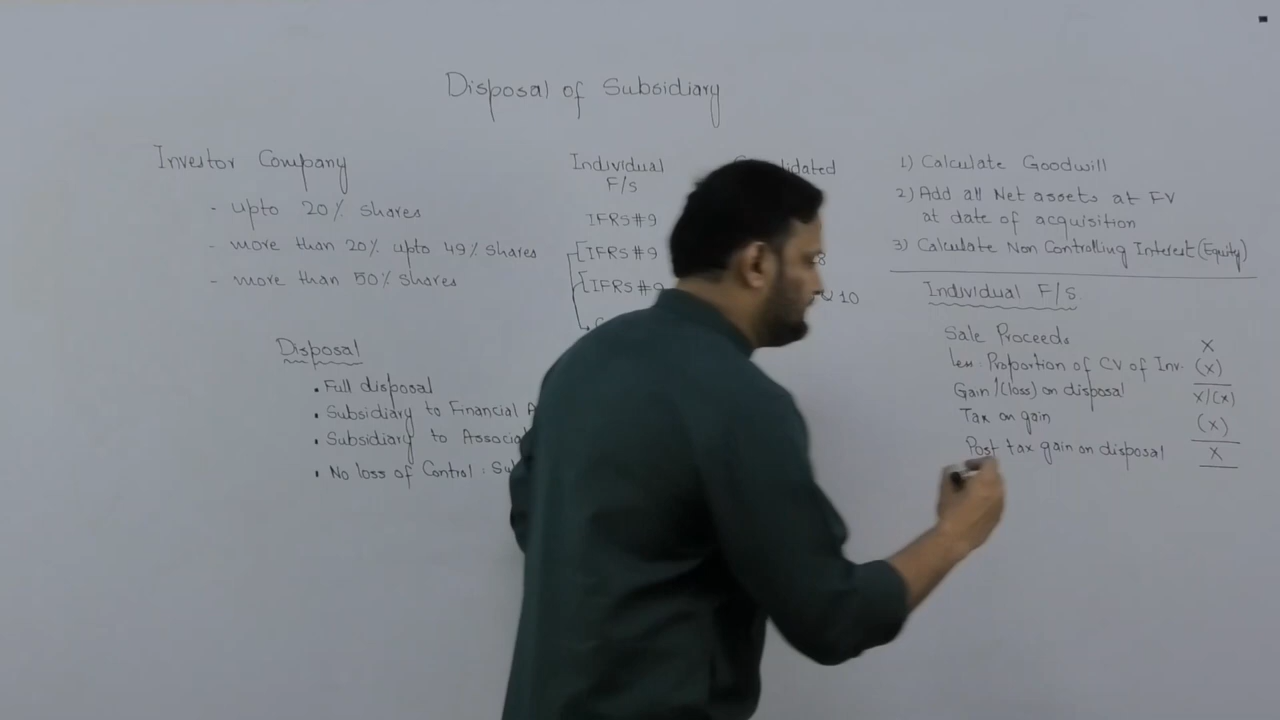 Disposal of Subsidiary
Investor Company
- upto 20% shares
- more than 20% upto 49% shares
- more than 50% shares
Disposal
. Full disposal
. Subsidiary to Financial
. Subsidiary to
. No loss of Control :
Individual
F/s
IFRS#9
[IFRS#9
[IFRS#9
10
1) Calculate Goodwill
2) Add all Net assets at FV
at date of acquisition
3) Calculate Non Controlling Interest (Equity)
Individual F/S.
Sale Proceeds X
less: Proportion of CV of Inv. (X)
Gain/(loss) on disposal X/(X)
Tax on gain (X)
Post tax gain on disposal X